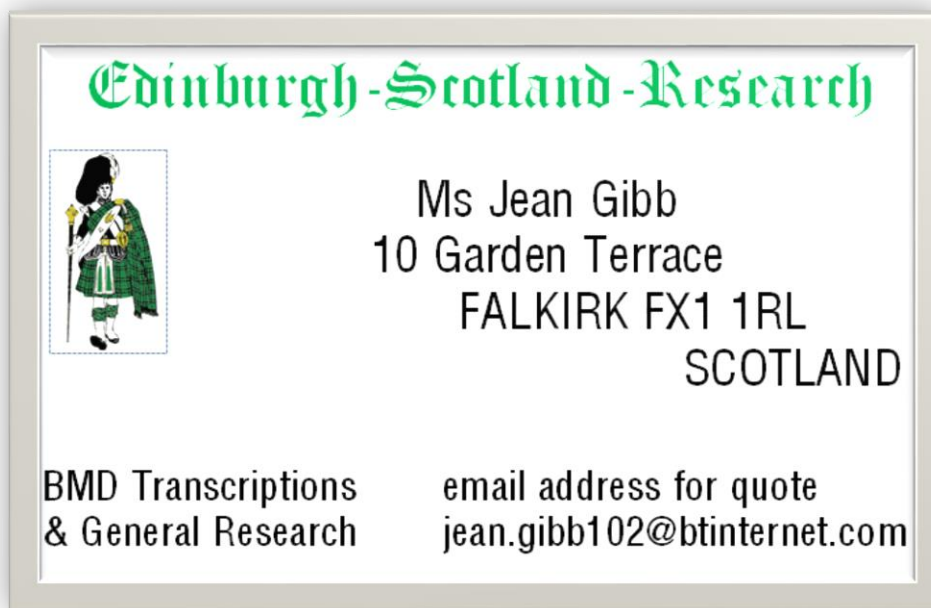 Edinburgh-Scotland-Research
Ms Jean Gibb
10 Garden Terrace
FALKIRK FX1 1RL
SCOTLAND
BMD Transcriptions
& General Research
email address for quote
jean.gibb102@btinternet.com